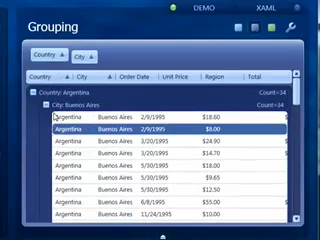 DEMO XAML
Grouping
Country City
Country City Order Date Unit Price Region Total
Country: Argentina Count=34
City: Buenos Aires Count=34
Argentina Buenos Aires 2/9/1995 $18.60 $
Argentina Buenos Aires 2/9/1995 $8.00 $
Argentina Buenos Aires 3/20/1995 $24.90 $
Argentina Buenos Aires 3/20/1995 $14.70 $
Argentina Buenos Aires 5/30/1995 $18.00
Argentina Buenos Aires 5/30/1995 $9.65
Argentina Buenos Aires 5/30/1995 $12.50
Argentina Buenos Aires 6/8/1995 $55.00 $
Argentina Buenos Aires 11/24/1995 $10.00